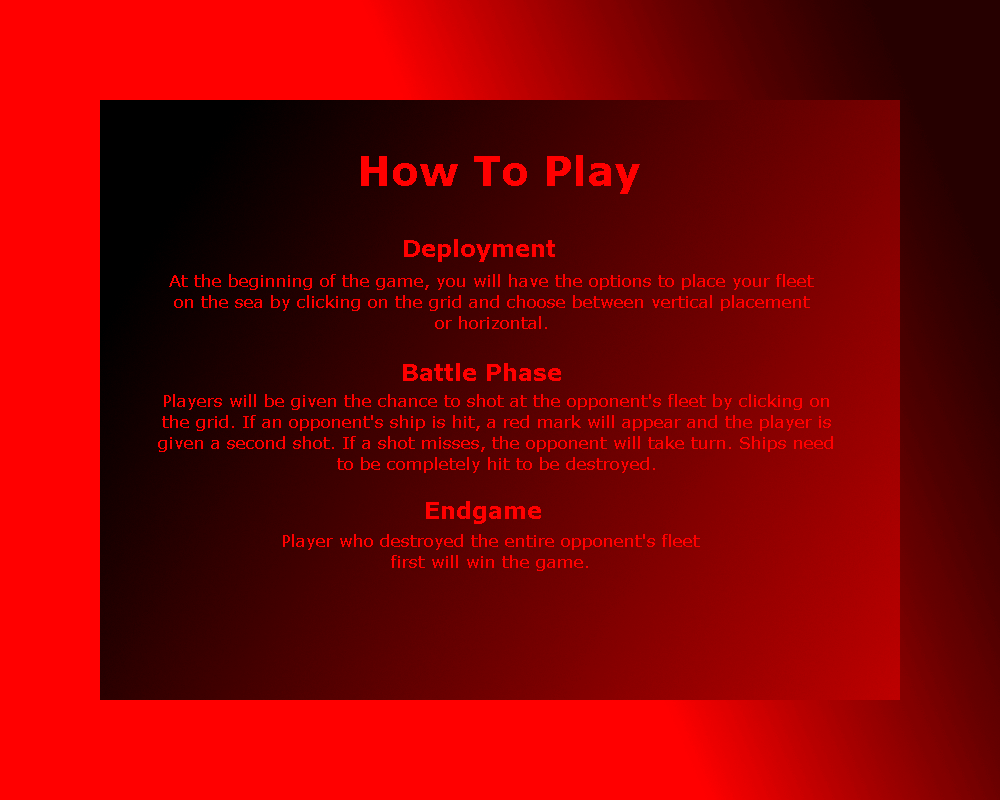 How To Play
Deployment
At the beginning of the game, you will have the options to place your fleet
on the sea by clicking on the grid and choose between vertical placement
or horizontal.
Battle Phase
Players will be given the chance to shot at the opponent's fleet by clicking on
the grid. If an opponent's ship is hit, a red mark will appear and the player is
given a second shot. If a shot misses, the opponent will take turn. Ships need
to be completely hit to be destroyed.
Endgame
Player who destroyed the entire opponent's fleet
first will win the game.